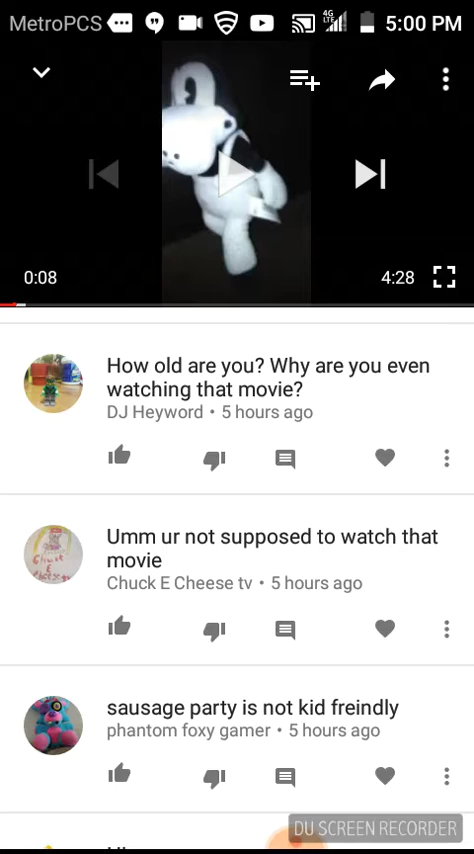 MetroPCS 4G LTE 5:00 PM
0:08 4:28
How old are you? Why are you even
watching that movie?
DJ Heyword • 5 hours ago
Umm ur not supposed to watch that
movie
Chuck E Cheese tv • 5 hours ago
sausage party is not kid freindly
phantom foxy gamer • 5 hours ago
DU SCREEN RECORDER